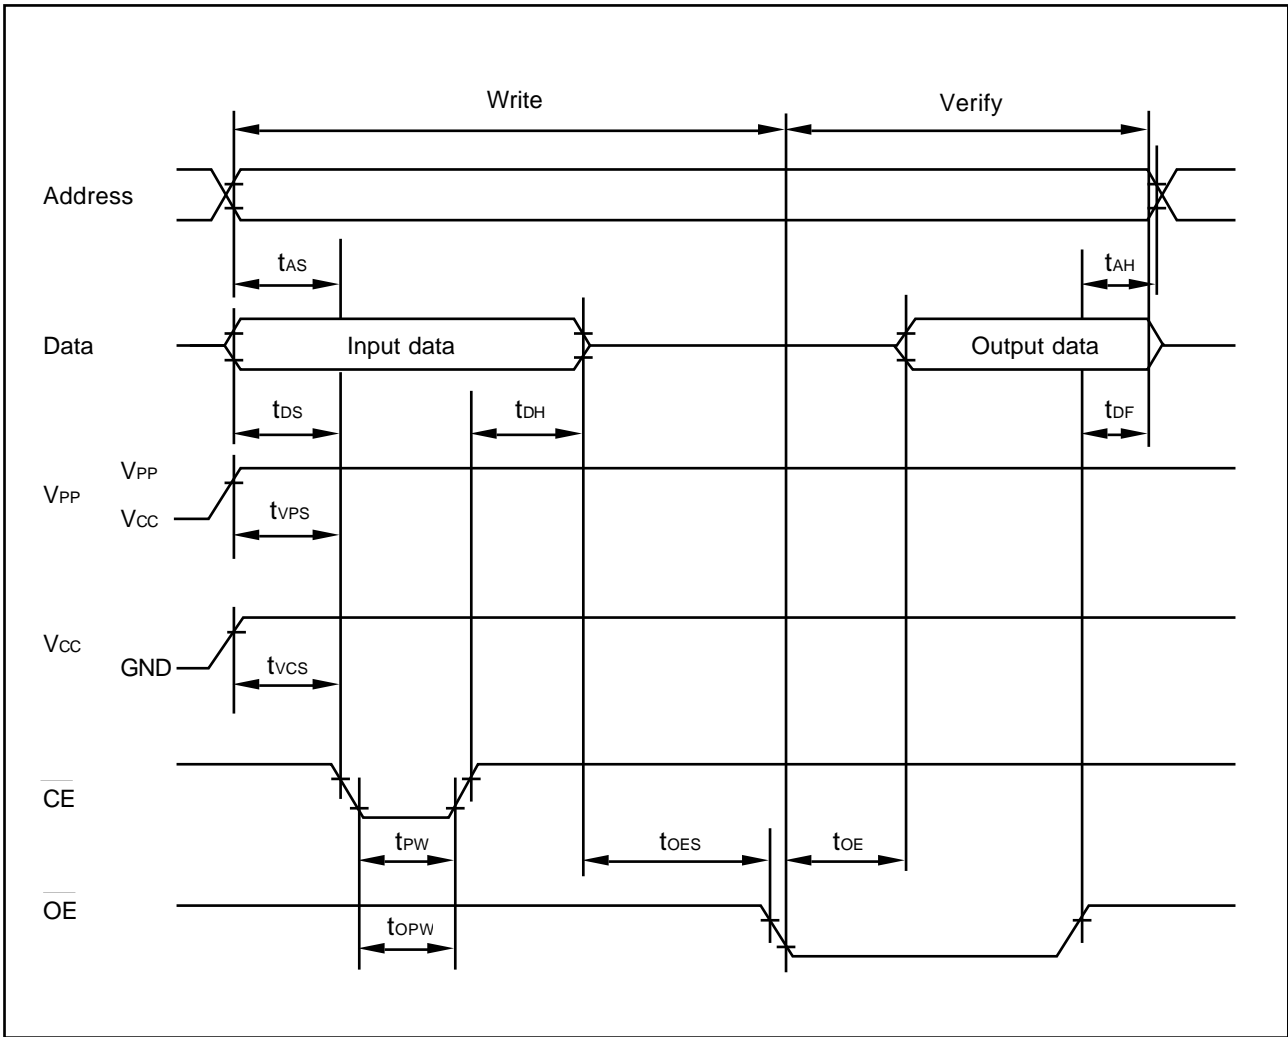 Write
Verify
Address
tAS
tAH
Data
Input data
Output data
tDS
tDH
tDF
VPP
VPP
VCC
tVPS
VCC
GND
tVCS
CE
tPW
tOES
tOE
OE
tOPW